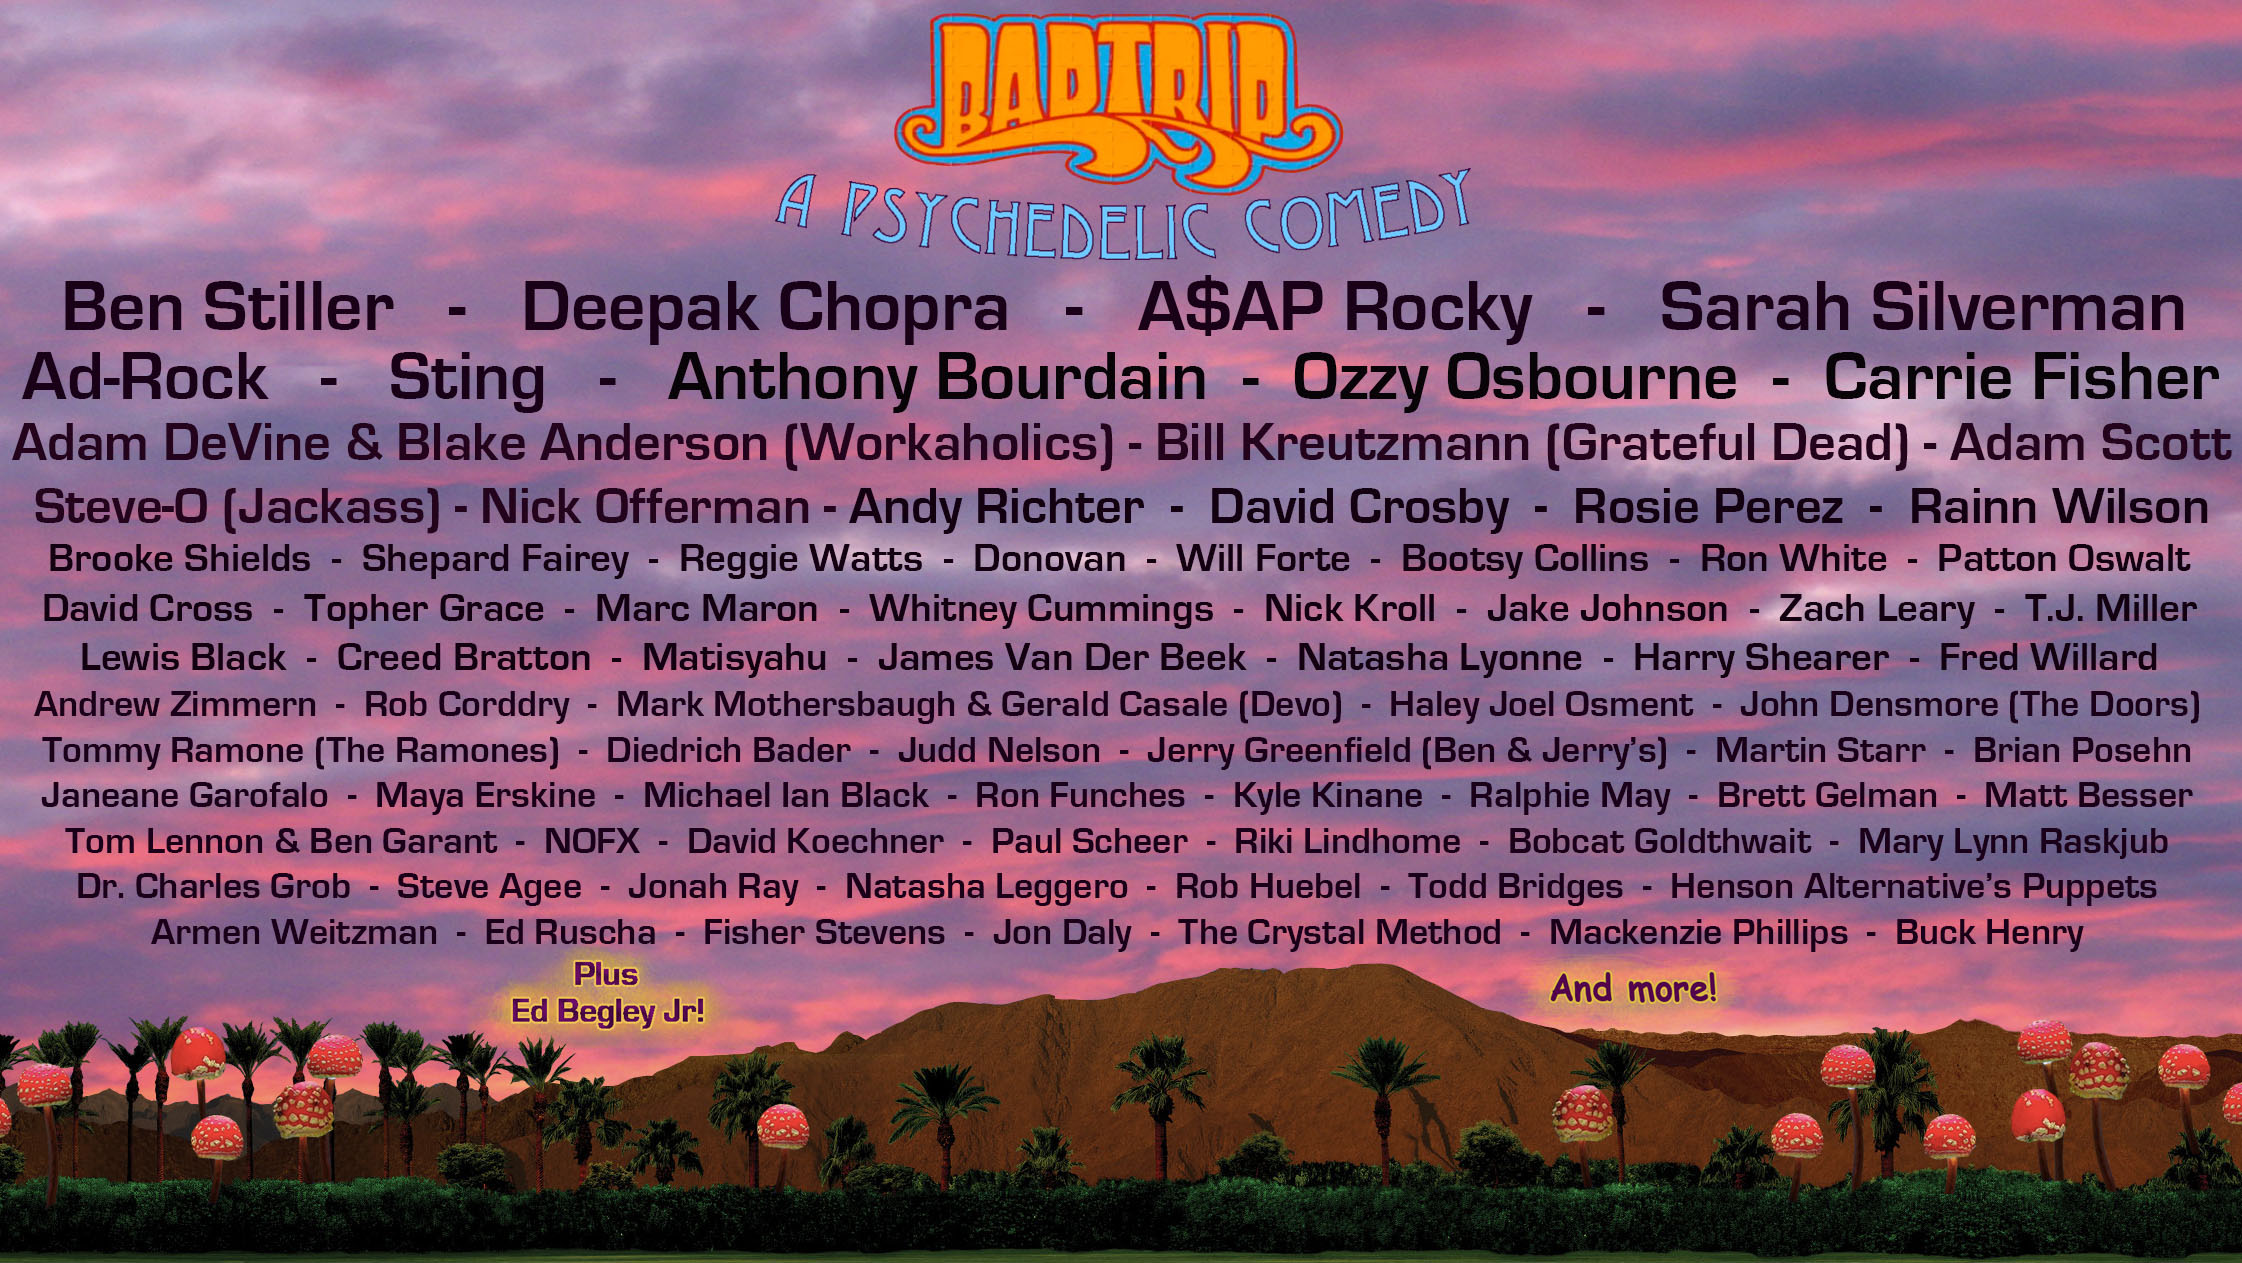 BADTRIP
A PSYCHEDELIC COMEDY
Ben Stiller - Deepak Chopra - A$AP Rocky - Sarah Silverman
Ad-Rock - Sting - Anthony Bourdain - Ozzy Osbourne - Carrie Fisher
Adam DeVine & Blake Anderson (Workaholics) - Bill Kreutzmann (Grateful Dead) - Adam Scott
Steve-O (Jackass) - Nick Offerman - Andy Richter - David Crosby - Rosie Perez - Rainn Wilson
Brooke Shields - Shepard Fairey - Reggie Watts - Donovan - Will Forte - Bootsy Collins - Ron White - Patton Oswalt
David Cross - Topher Grace - Marc Maron - Whitney Cummings - Nick Kroll - Jake Johnson - Zach Leary - T.J. Miller
Lewis Black - Creed Bratton - Matisyahu - James Van Der Beek - Natasha Lyonne - Harry Shearer - Fred Willard
Andrew Zimmern - Rob Corddry - Mark Mothersbaugh & Gerald Casale (Devo) - Haley Joel Osment - John Densmore (The Doors)
Tommy Ramone (The Ramones) - Diedrich Bader - Judd Nelson - Jerry Greenfield (Ben & Jerry's) - Martin Starr - Brian Posehn
Janeane Garofalo - Maya Erskine - Michael Ian Black - Ron Funches - Kyle Kinane - Ralphie May - Brett Gelman - Matt Besser
Tom Lennon & Ben Garant - NOFX - David Koechner - Paul Scheer - Riki Lindhome - Bobcat Goldthwait - Mary Lynn Raskjub
Dr. Charles Grob - Steve Agee - Jonah Ray - Natasha Leggero - Rob Huebel - Todd Bridges - Henson Alternative's Puppets
Armen Weitzman - Ed Ruscha - Fisher Stevens - Jon Daly - The Crystal Method - Mackenzie Phillips - Buck Henry
Plus
Ed Begley Jr!
And more!